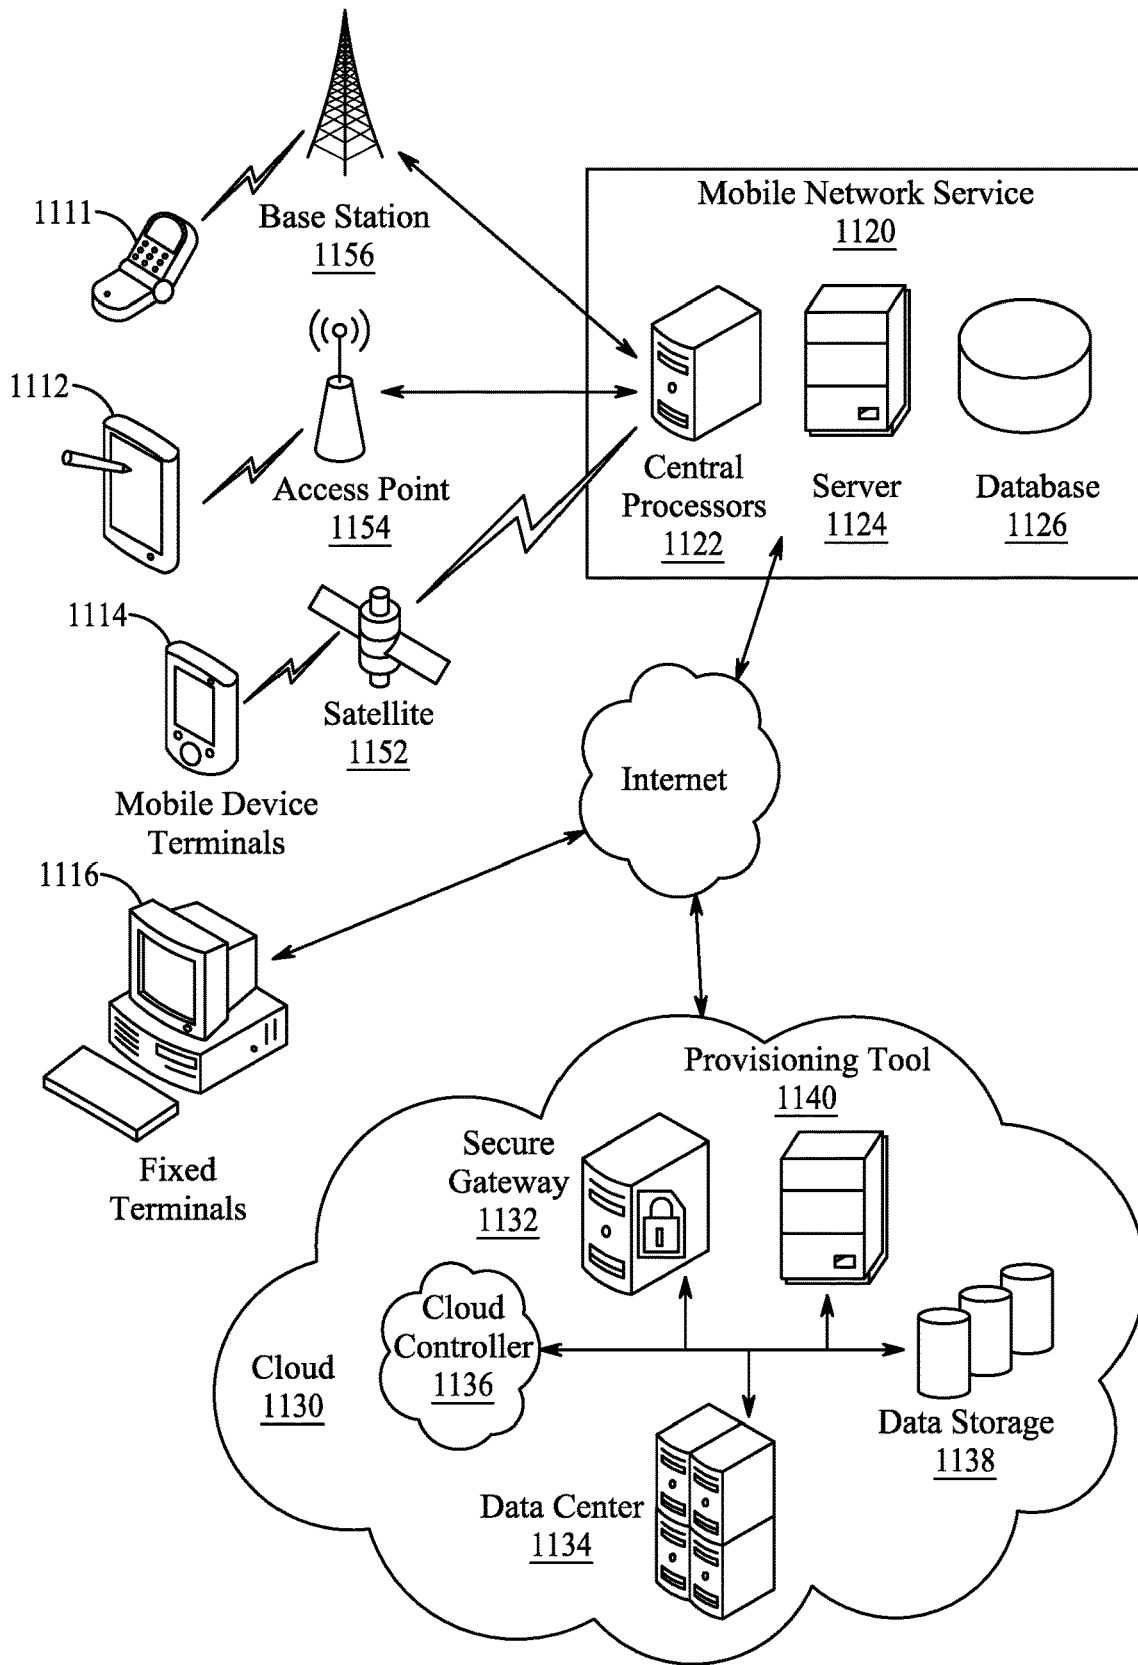 1111
Base Station
1156
Mobile Network Service
1120
1112
Access Point
1154
Central
Processors
1122
Server
1124
Database
1126
1114
Satellite
1152
Mobile Device
Terminals
Internet
1116
Fixed
Terminals
Provisioning Tool
1140
Secure
Gateway
1132
Cloud
Controller
1136
Cloud
1130
Data Storage
1138
Data Center
1134